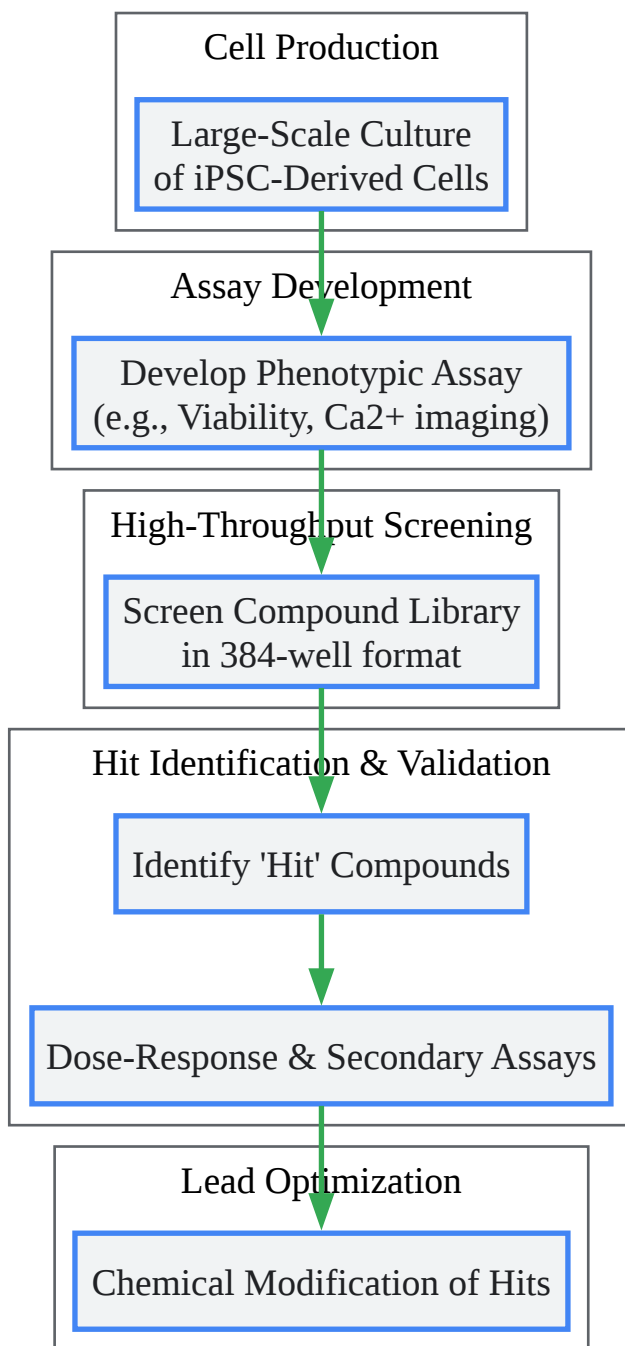 Cell Production
Large-Scale Culture
of iPSC-Derived Cells
Assay Development
Develop Phenotypic Assay
(e.g., Viability, Ca2+ imaging)
High-Throughput Screening
Screen Compound Library
in 384-well format
Hit Identification & Validation
Identify 'Hit' Compounds
Dose-Response & Secondary Assays
Lead Optimization
Chemical Modification of Hits